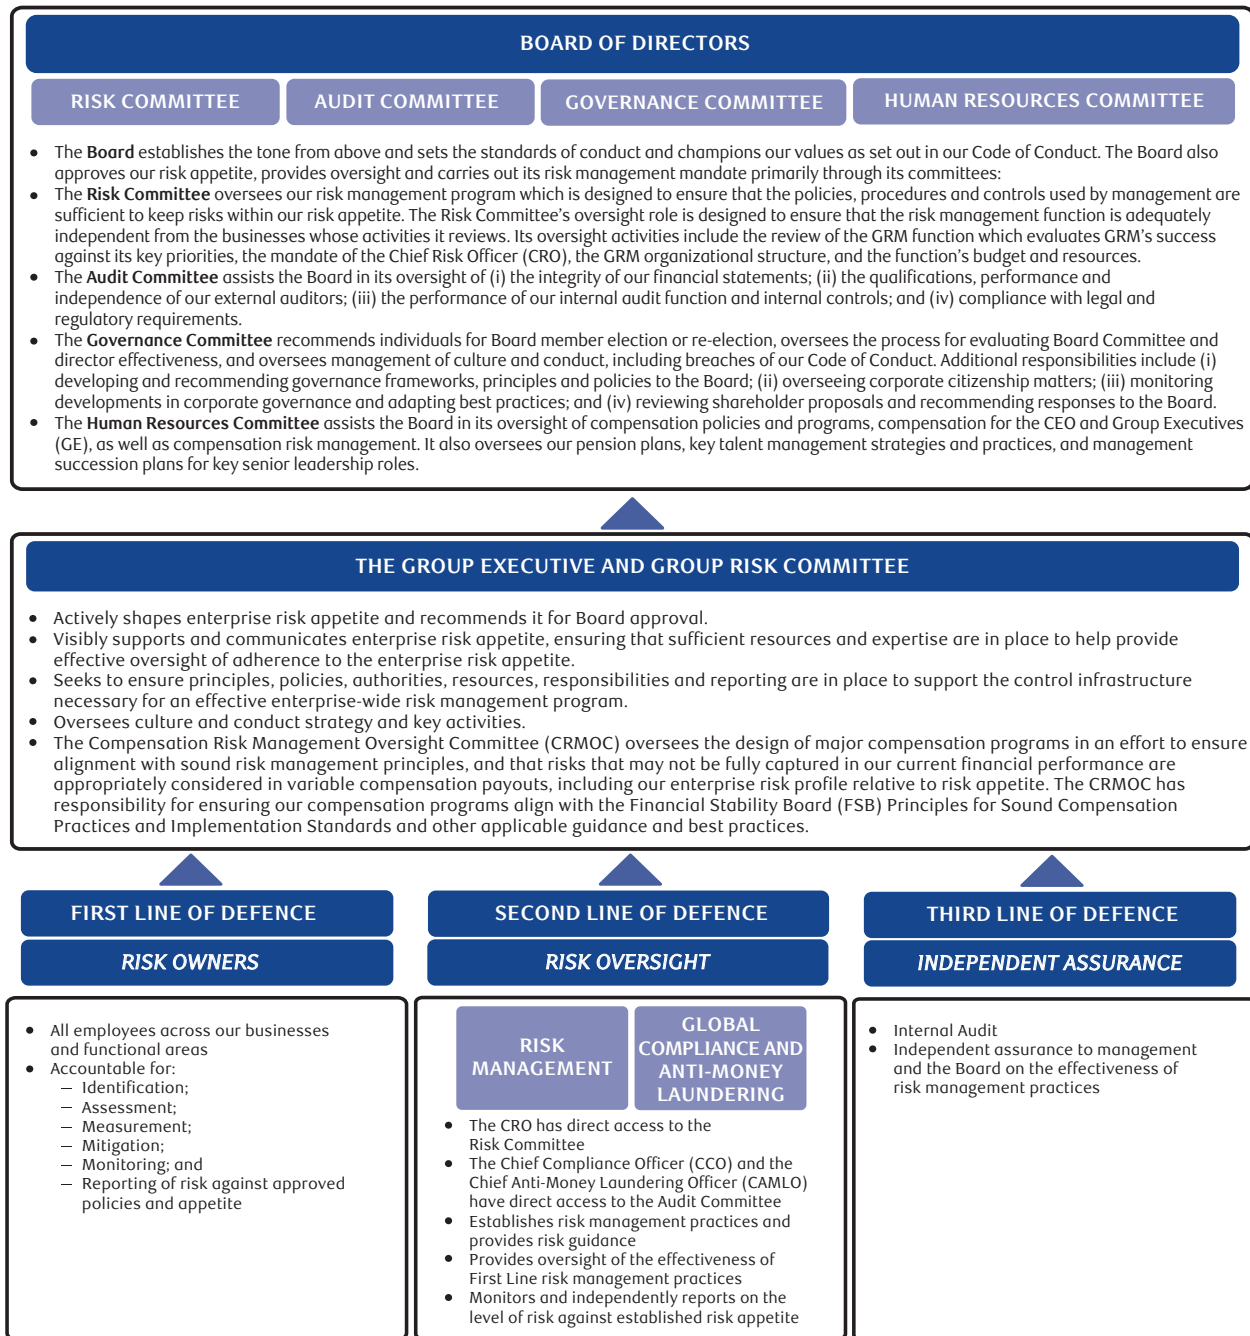 BOARD OF DIRECTORS
RISK COMMITTEE
AUDIT COMMITTEE
GOVERNANCE COMMITTEE
HUMAN RESOURCES COMMITTEE
• The Board establishes the tone from above and sets the standards of conduct and champions our values as set out in our Code of Conduct. The Board also
approves our risk appetite, provides oversight and carries out its risk management mandate primarily through its committees:
• The Risk Committee oversees our risk management program which is designed to ensure that the policies, procedures and controls used by management are
sufficient to keep risks within our risk appetite. The Risk Committee's oversight role is designed to ensure that the risk management function is adequately
independent from the businesses whose activities it reviews. Its oversight activities include the review of the GRM function which evaluates GRM's success
against its key priorities, the mandate of the Chief Risk Officer (CRO), the GRM organizational structure, and the function's budget and resources.
• The Audit Committee assists the Board in its oversight of (i) the integrity of our financial statements; (ii) the qualifications, performance and
independence of our external auditors; (iii) the performance of our internal audit function and internal controls; and (iv) compliance with legal and
regulatory requirements.
• The Governance Committee recommends individuals for Board member election or re-election, oversees the process for evaluating Board Committee and
director effectiveness, and oversees management of culture and conduct, including breaches of our Code of Conduct. Additional responsibilities include (i)
developing and recommending governance frameworks, principles and policies to the Board; (ii) overseeing corporate citizenship matters; (iii) monitoring
developments in corporate governance and adapting best practices; and (iv) reviewing shareholder proposals and recommending responses to the Board.
• The Human Resources Committee assists the Board in its oversight of compensation policies and programs, compensation for the CEO and Group Executives
(GE), as well as compensation risk management. It also oversees our pension plans, key talent management strategies and practices, and management
succession plans for key senior leadership roles.
THE GROUP EXECUTIVE AND GROUP RISK COMMITTEE
• Actively shapes enterprise risk appetite and recommends it for Board approval.
• Visibly supports and communicates enterprise risk appetite, ensuring that sufficient resources and expertise are in place to help provide
effective oversight of adherence to the enterprise risk appetite.
• Seeks to ensure principles, policies, authorities, resources, responsibilities and reporting are in place to support the control infrastructure
necessary for an effective enterprise-wide risk management program.
• Oversees culture and conduct strategy and key activities.
• The Compensation Risk Management Oversight Committee (CRMOC) oversees the design of major compensation programs in an effort to ensure
alignment with sound risk management principles, and that risks that may not be fully captured in our current financial performance are
appropriately considered in variable compensation payouts, including our enterprise risk profile relative to risk appetite. The CRMOC has
responsibility for ensuring our compensation programs align with the Financial Stability Board (FSB) Principles for Sound Compensation
Practices and Implementation Standards and other applicable guidance and best practices.
FIRST LINE OF DEFENCE
RISK OWNERS
• All employees across our businesses
and functional areas
• Accountable for:
– Identification;
– Assessment;
– Measurement;
– Mitigation;
– Monitoring; and
– Reporting of risk against approved
policies and appetite
SECOND LINE OF DEFENCE
RISK OVERSIGHT
RISK
MANAGEMENT
GLOBAL
COMPLIANCE AND
ANTI-MONEY
LAUNDERING
• The CRO has direct access to the
Risk Committee
• The Chief Compliance Officer (CCO) and the
Chief Anti-Money Laundering Officer (CAMLO)
have direct access to the Audit Committee
• Establishes risk management practices and
provides risk guidance
• Provides oversight of the effectiveness of
First Line risk management practices
• Monitors and independently reports on the
level of risk against established risk appetite
THIRD LINE OF DEFENCE
INDEPENDENT ASSURANCE
• Internal Audit
• Independent assurance to management
and the Board on the effectiveness of
risk management practices